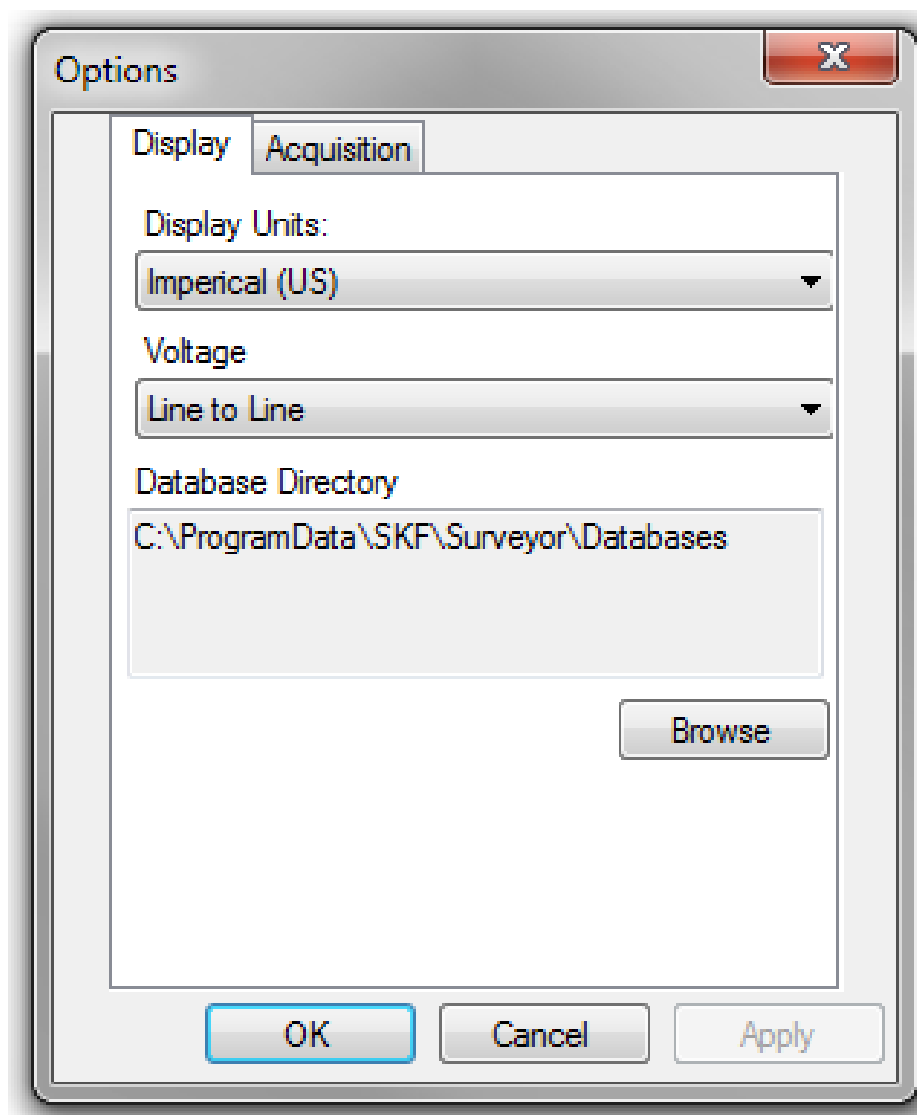 Options
Display
Acquisition
Display Units:
Imperical (US)
Voltage
Line to Line
Database Directory
C:\ProgramData\SKF\Surveyor\Databases
Browse
OK
Cancel
Apply